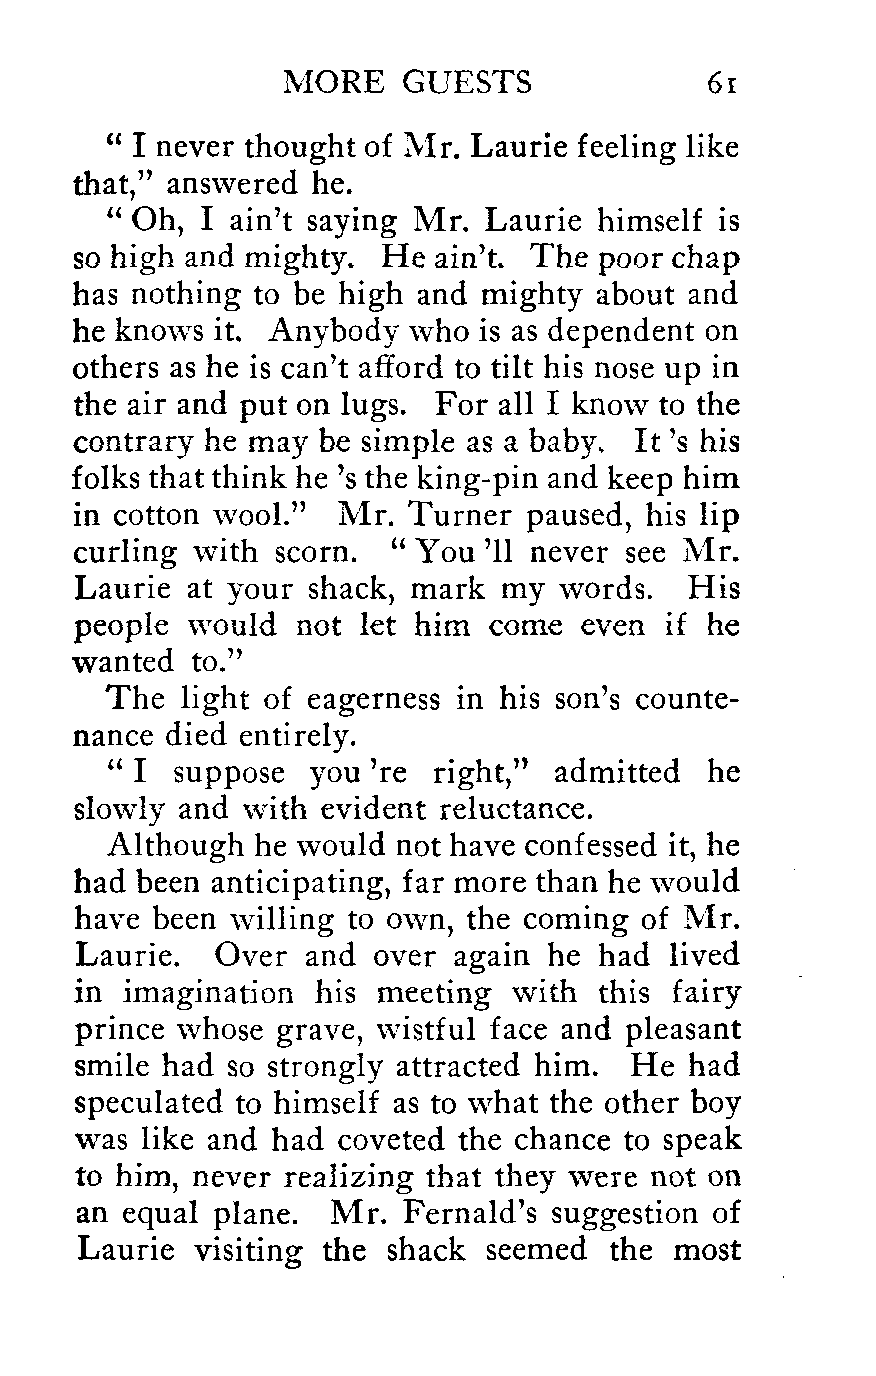 MORE GUESTS 61
“ I never thought of Mr. Laurie feeling like
that,” answered he.
“ Oh, I ain’t saying Mr. Laurie himself is
so high and mighty. He ain’t. The poor chap
has nothing to be high and mighty about and
he knows it. Anybody who is as dependent on
others as he is can’t afford to tilt his nose up in
the air and put on lugs. For all I know to the
contrary he may be simple as a baby. It ’s his
folks that think he ’s the king-pin and keep him
in cotton wool.” Mr. Turner paused, his lip
curling with scorn. “ You ’ll never see Mr.
Laurie at your shack, mark my words. His
people would not let him come even if he
wanted to.”
The light of eagerness in his son’s counte-
nance died entirely.
“ I suppose you ’re right,” admitted he
slowly and with evident reluctance.
Although he would not have confessed it, he
had been anticipating, far more than he would
have been willing to own, the coming of Mr.
Laurie. Over and over again he had lived
in imagination his meeting with this fairy
prince whose grave, wistful face and pleasant
smile had so strongly attracted him. He had
speculated to himself as to what the other boy
was like and had coveted the chance to speak
to him, never realizing that they were not on
an equal plane. Mr. Fernald’s suggestion of
Laurie visiting the shack seemed the most